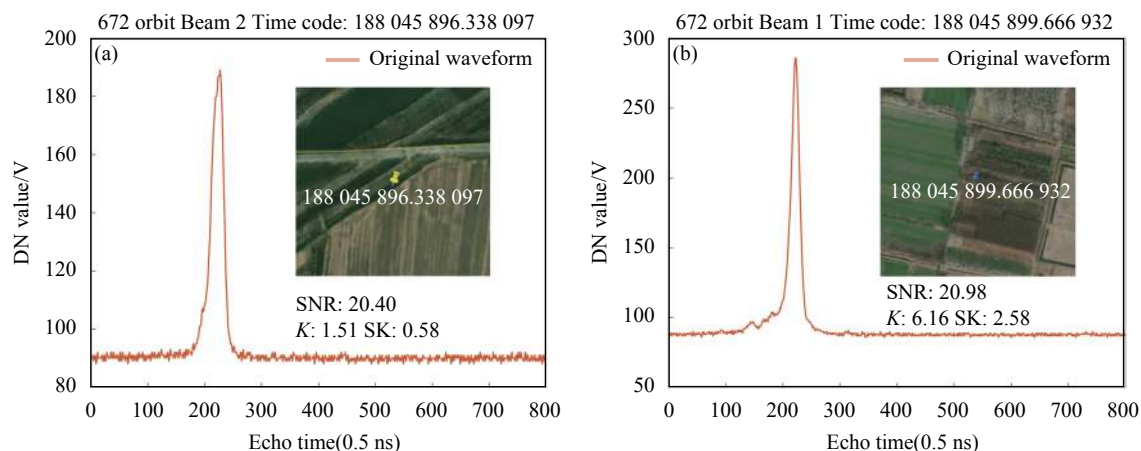 672 orbit Beam 2 Time code: 188 045 896.338 097
200
(a)
Original waveform
180
160
188 045 896.338 097
140
120
SNR: 20.40
K: 1.51 SK: 0.58
100
80
0 100 200 300 400 500 600 700 800
Echo time(0.5 ns)
DN value/V
672 orbit Beam 1 Time code: 188 045 899.666 932
300
(b)
Original waveform
250
188 045 899.666 932
200
150
SNR: 20.98
K: 6.16 SK: 2.58
100
50
0 100 200 300 400 500 600 700 800
Echo time(0.5 ns)
DN value/V